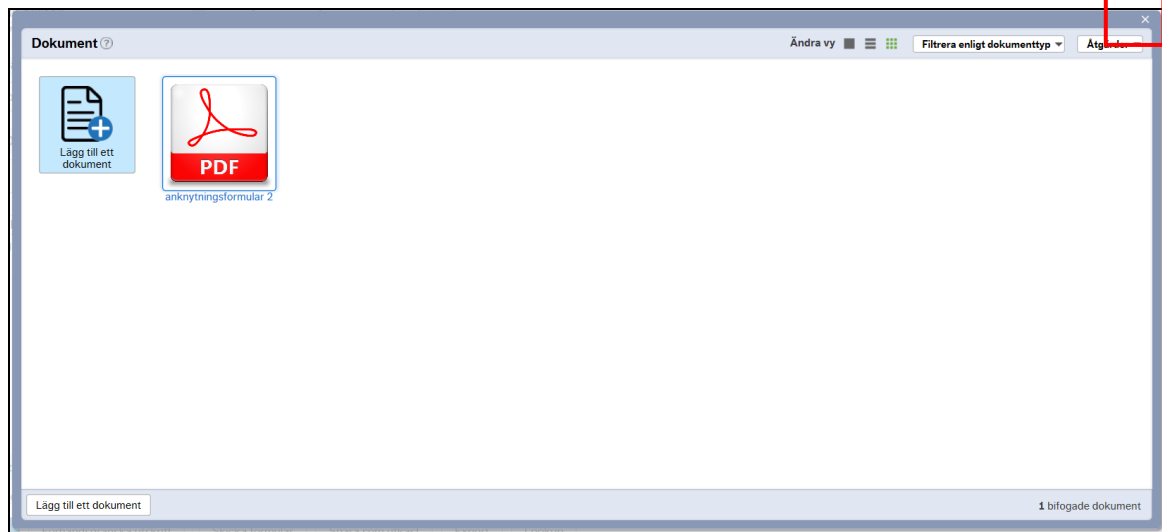 Dokument ?
Ändra vy
Filtrera enligt dokumenttyp
Åtgärder
Lägg till ett
dokument
PDF
anknytningsformular 2
Lägg till ett dokument
1 bifogade dokument